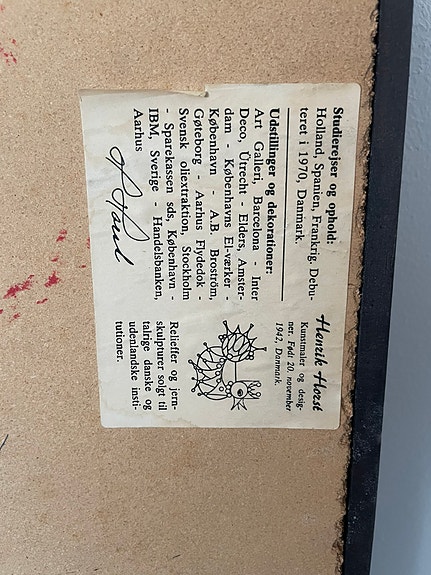 Studierejser og ophold:
Holland, Spanien, Frankrig. Debu-
teret i 1970, Danmark.
Udstillinger og dekorationer:
Art Galleri, Barcelona - Inter
Deco, Ütrecht - Elders, Amster-
dam - Københavns El-værker -
København - A.B. Broström,
Gøteborg - Aarhus Flydedok -
Svensk oliextraktion, Stockholm
- Sparekassen sds, København -
IBM, Sverige - Handelsbanken,
Aarhus
Henrik Horst
Kunstmaler og desig-
ner. Født 20. november
1942, Danmark.
Relieffer og jern-
skulpturer solgt til
talrige danske og
udenlandske insti-
tutioner.